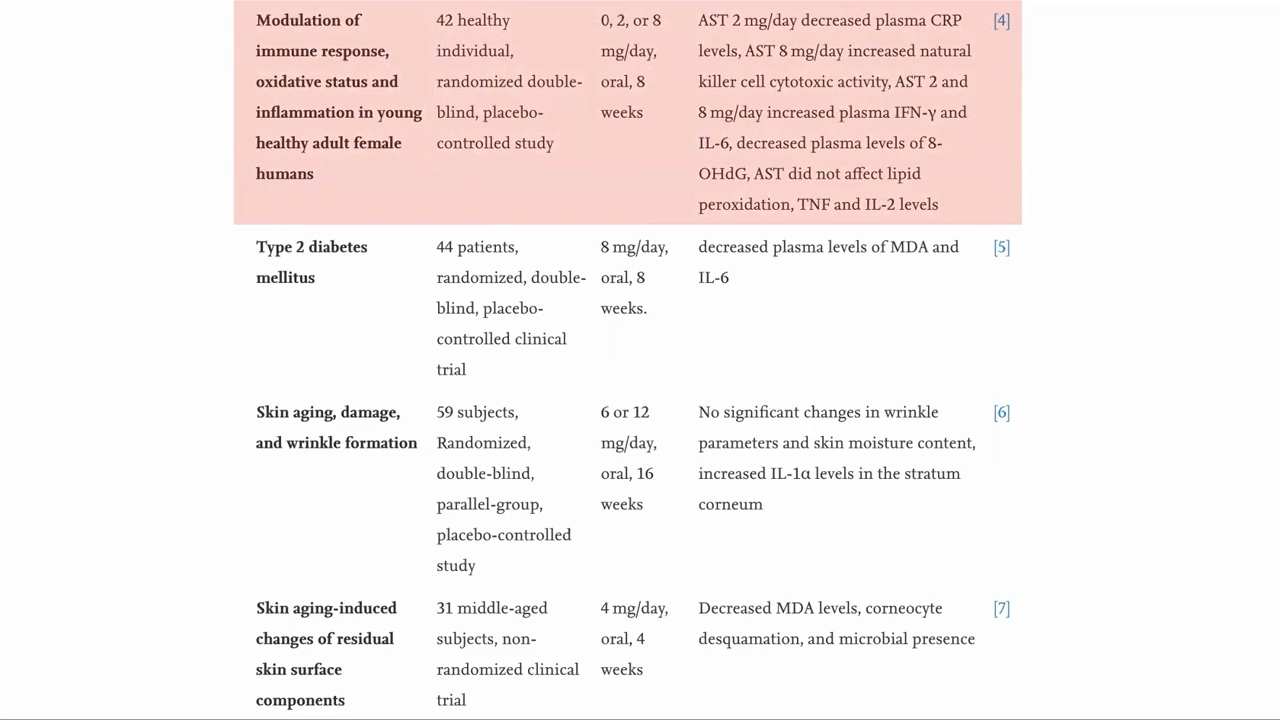 Modulation of
immune response,
oxidative status and
inflammation in young
healthy adult female
humans
42 healthy
individual,
randomized double-
blind, placebo-
controlled study
0, 2, or 8
mg/day,
oral, 8
weeks
AST 2 mg/day decreased plasma CRP
levels, AST 8 mg/day increased natural
killer cell cytotoxic activity, AST 2 and
8 mg/day increased plasma IFN-γ and
IL-6, decreased plasma levels of 8-
OHdG, AST did not affect lipid
peroxidation, TNF and IL-2 levels
[4]
Type 2 diabetes
mellitus
44 patients,
randomized, double-
blind, placebo-
controlled clinical
trial
8 mg/day,
oral, 8
weeks.
decreased plasma levels of MDA and
IL-6
[5]
Skin aging, damage,
and wrinkle formation
59 subjects,
Randomized,
double-blind,
parallel-group,
placebo-controlled
study
6 or 12
mg/day,
oral, 16
weeks
No significant changes in wrinkle
parameters and skin moisture content,
increased IL-1α levels in the stratum
corneum
[6]
Skin aging-induced
changes of residual
skin surface
components
31 middle-aged
subjects, non-
randomized clinical
trial
4 mg/day,
oral, 4
weeks
Decreased MDA levels, corneocyte
desquamation, and microbial presence
[7]